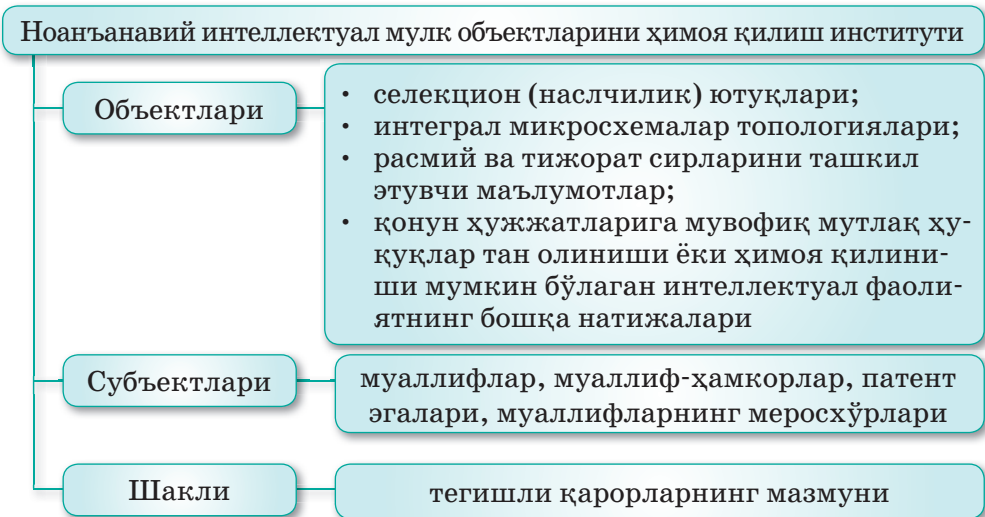 Ноанъанавий интеллектуал мулк объектларини ҳимоя қилиш институти
Объектлари
• селекцион (наслчилик) ютуқлари;
• интеграл микросхемалар топологиялари;
• расмий ва тижорат сирларини ташкил
этувчи маълумотлар;
• қонун ҳужжатларига мувофиқ мутлақ ҳу-
қуқлар тан олиниши ёки ҳимоя қилини-
ши мумкин бўлаган интеллектуал фаоли-
ятнинг бошқа натижалари
Субъектлари
муаллифлар, муаллиф-ҳамкорлар, патент
эгалари, муаллифларнинг меросхўрлари
Шакли
тегишли қарорларнинг мазмуни